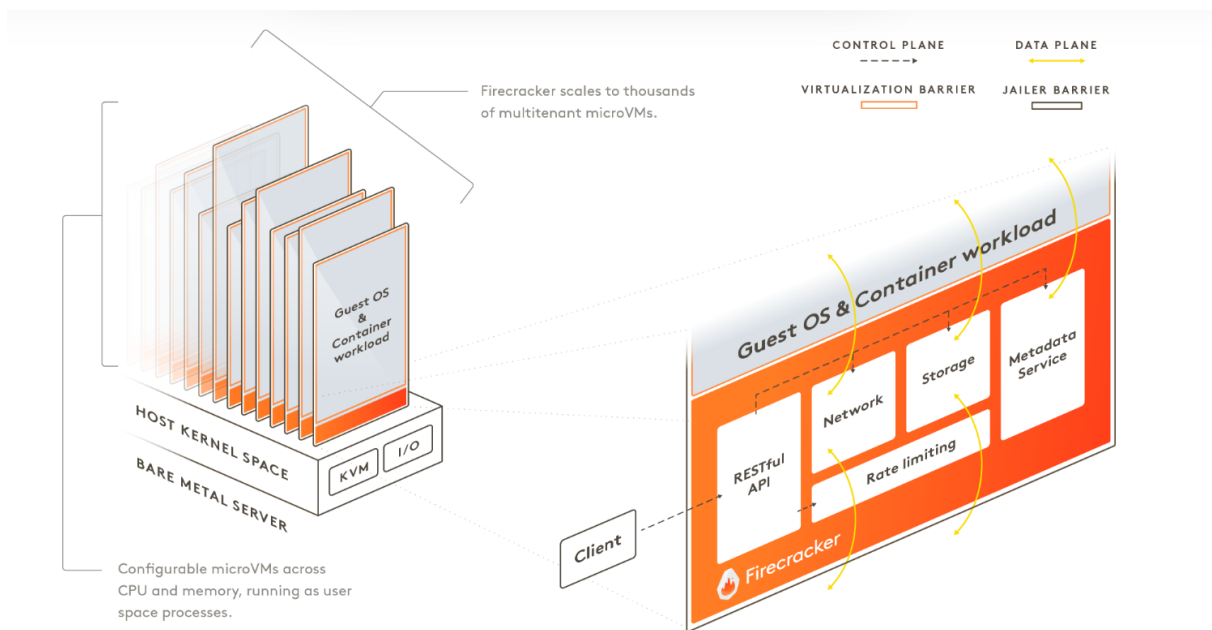 CONTROL PLANE
DATA PLANE
VIRTUALIZATION BARRIER
JAILER BARRIER
Firecracker scales to thousands
of multitenant microVMs.
Guest OS
&
Container
workload
HOST KERNEL SPACE
KVM
I/O
BARE METAL SERVER
Configurable microVMs across
CPU and memory, running as user
space processes.
Guest OS & Container workload
RESTful
API
Network
Storage
Metadata
Service
Rate limiting
Client
Firecracker